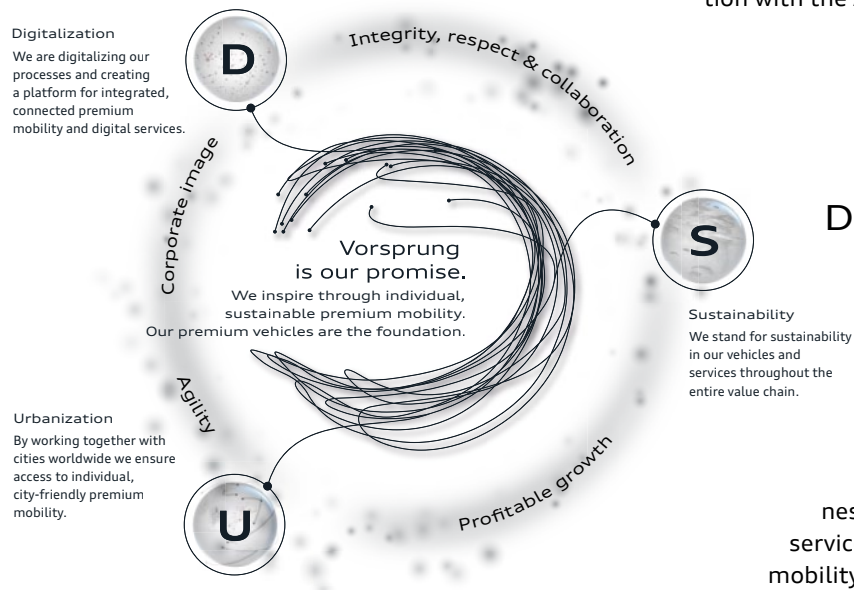 tion with the
D
Digitalization
We are digitalizing our
processes and creating
a platform for integrated,
connected premium
mobility and digital services.
Integrity, respect & collaboration
Corporate image
S
D
Vorsprung
is our promise.
We inspire through individual,
sustainable premium mobility.
Our premium vehicles are the foundation.
Sustainability
We stand for sustainability
in our vehicles and
services throughout the
entire value chain.
Agility
Urbanization
By working together with
cities worldwide we ensure
access to individual,
city-friendly premium
mobility.
U
Profitable growth
nes
servic
mobility